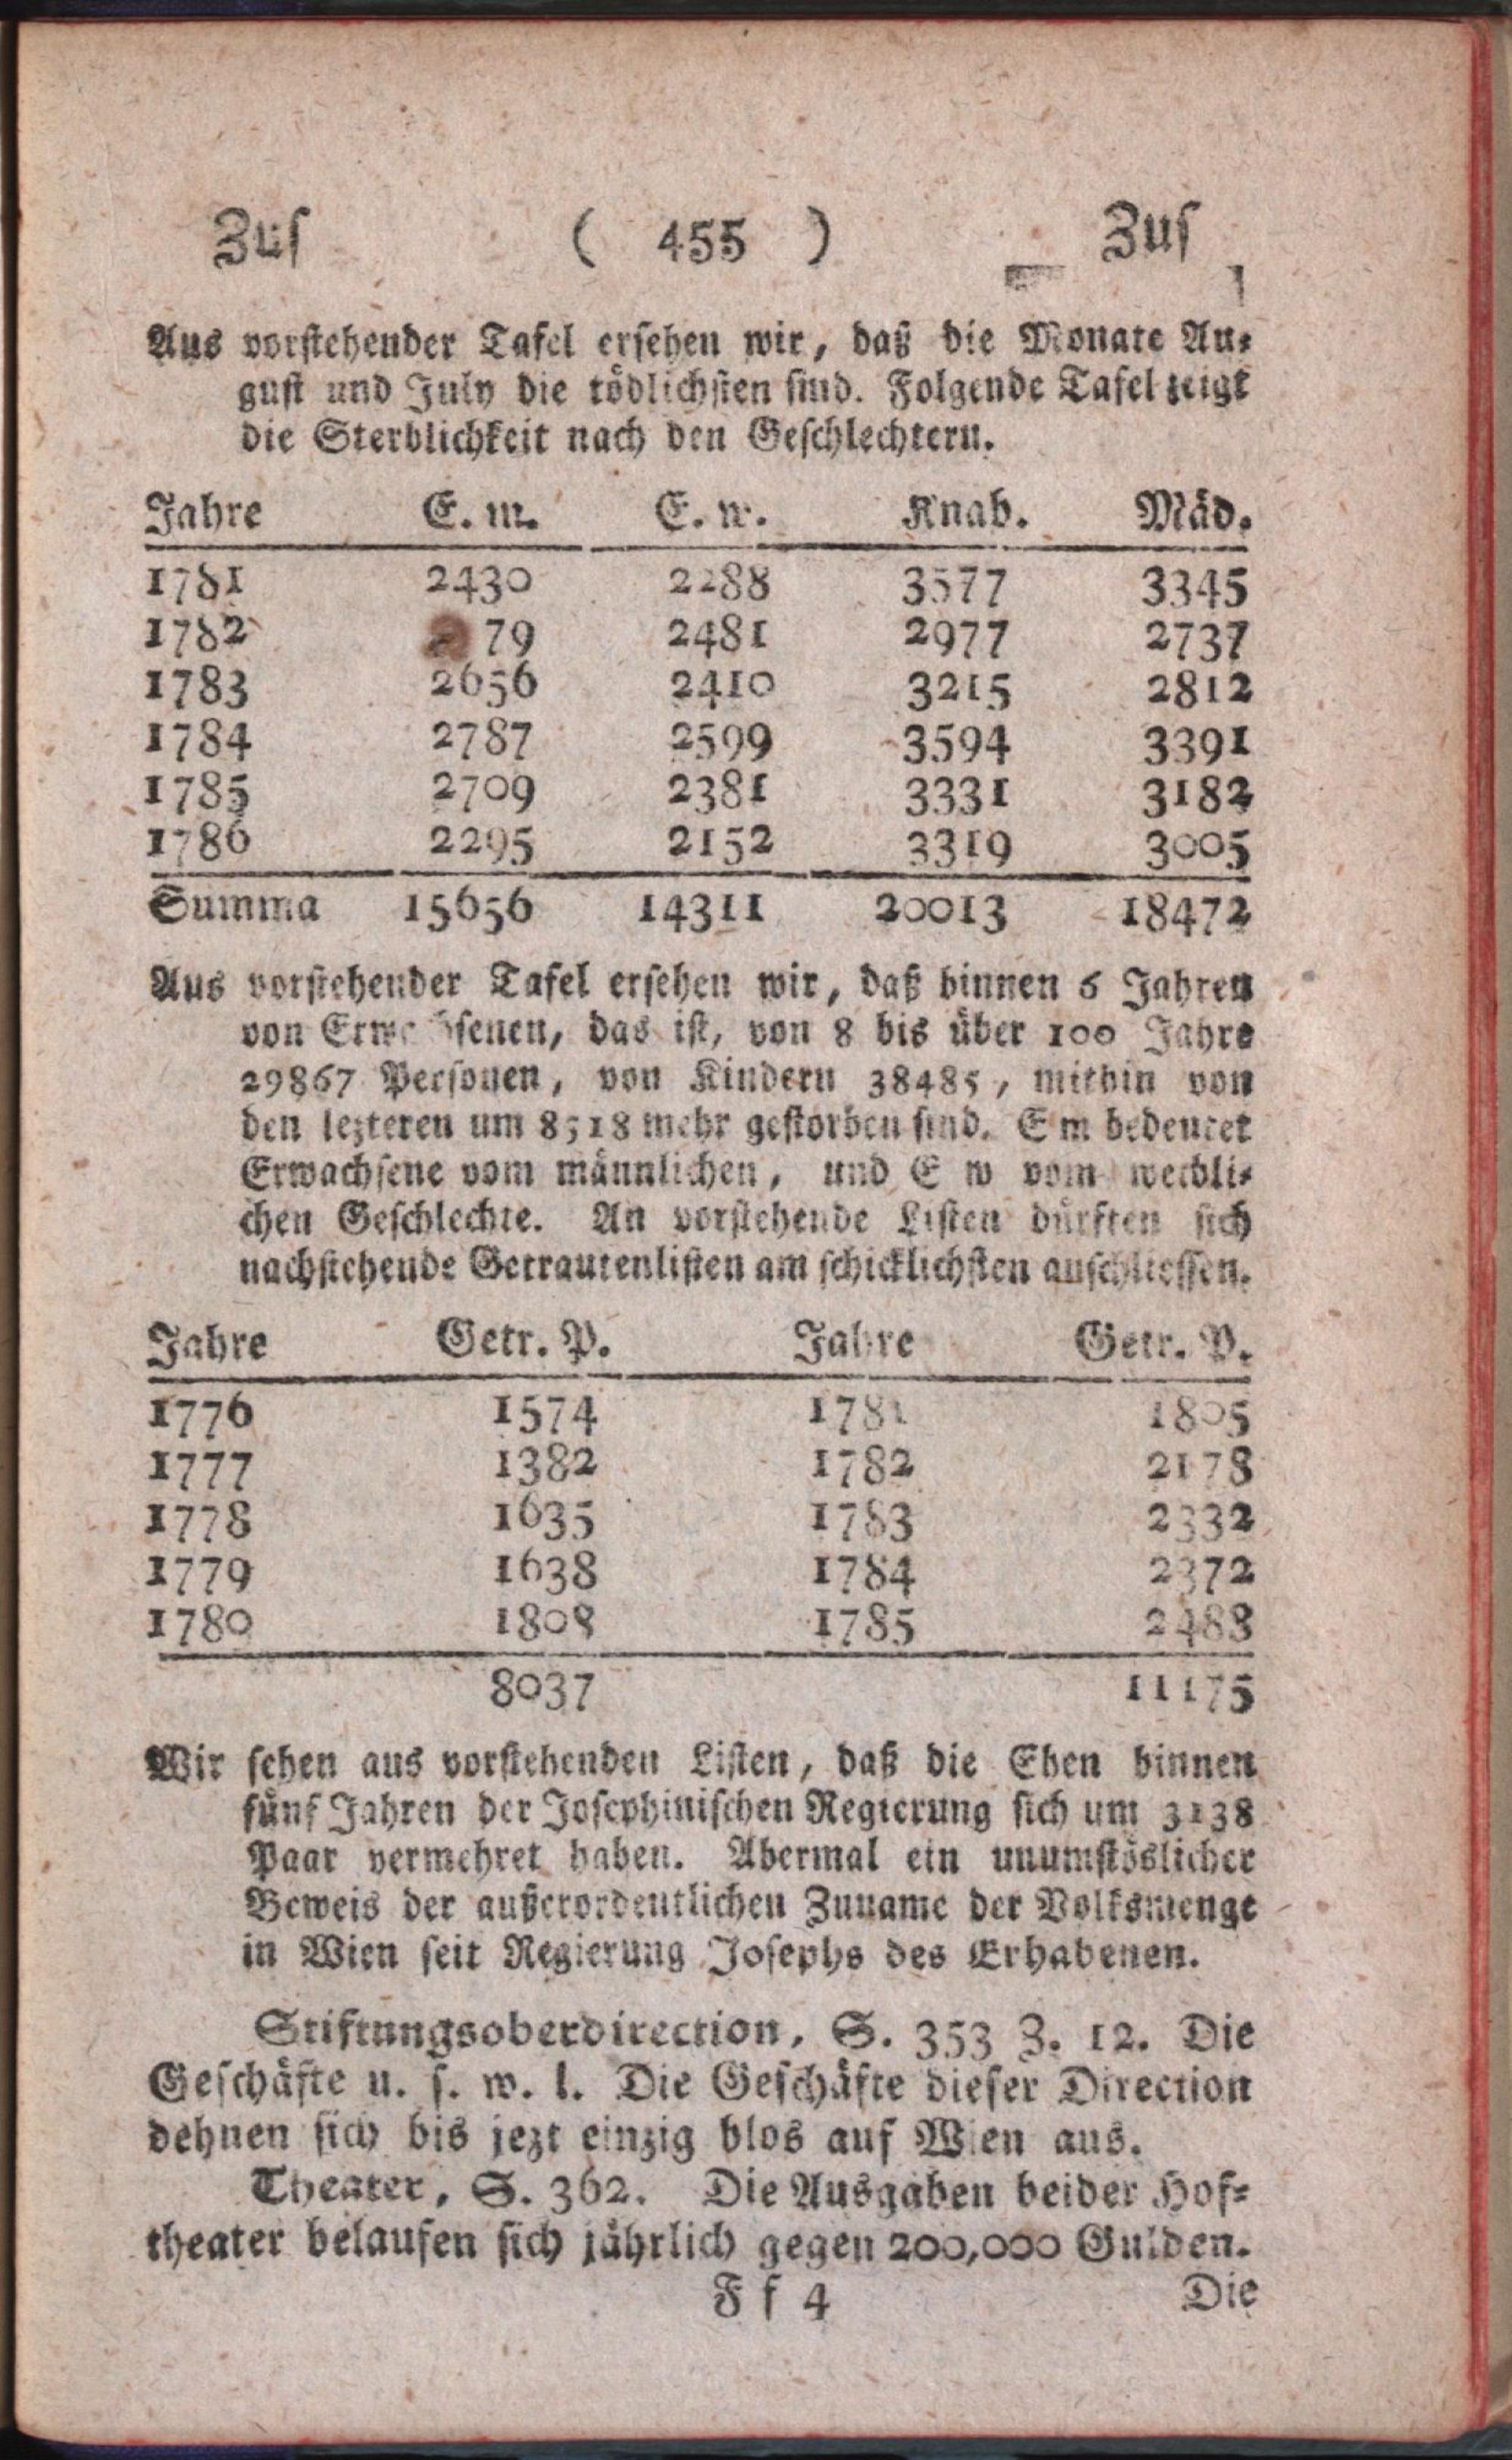 Zus ( 455 ) Zus
Aus vorstehender Tafel ersehen wir, daß die Monate Au⸗
gust und July die tödlichsten sind. Folgende Tafel zeigt
die Sterblichkeit nach den Geschlechtern.
Jahre E. m. E. w. Knab. Mäd.
1781 2430 2288 3577 3345
1782 79 2481 2977 2737
1783 2656 2410 3215 2812
1784 2787 2599 3594 3391
1785 2709 2381 3331 3182
1786 2295 2152 3319 3005
Summa 15656 14311 20013 18472
Aus vorstehender Tafel ersehen wir, daß binnen 6 Jahren
von Erwachsenen, das ist, von 8 bis über 100 Jahre
29867 Personen, von Kindern 38485, mithin von
den lezteren um 8518 mehr gestorben sind. E m bedeutet
Erwachsene vom männlichen, und E w vom weibli⸗
chen Geschlechte. An vorstehende Listen dürften sich
nachstehende Getrautenlisten am schicklichsten anschliessen.
Jahre Getr. P. Jahre Getr. P.
1776 1574 1781 1805
1777 1382 1782 2178
1778 1635 1783 2332
1779 1638 1784 2372
1780 1808 1785 2488
8037 11175
Wir sehen aus vorstehenden Listen, daß die Ehen binnen
fünf Jahren der Josephinischen Regierung sich um 3138
Paar vermehret haben. Abermal ein unumstöslicher
Beweis der außerordentlichen Zuname der Volksmenge
in Wien seit Regierung Josephs des Erhabenen.
Stiftungsoberdirection, S. 353 Z. 12. Die
Geschäfte u. s. w. l. Die Geschäfte dieser Direction
dehnen sich bis jezt einzig blos auf Wien aus.
Theater, S. 362. Die Ausgaben beider Hof⸗
theater belaufen sich jährlich gegen 200,000 Gulden.
F f 4 Die